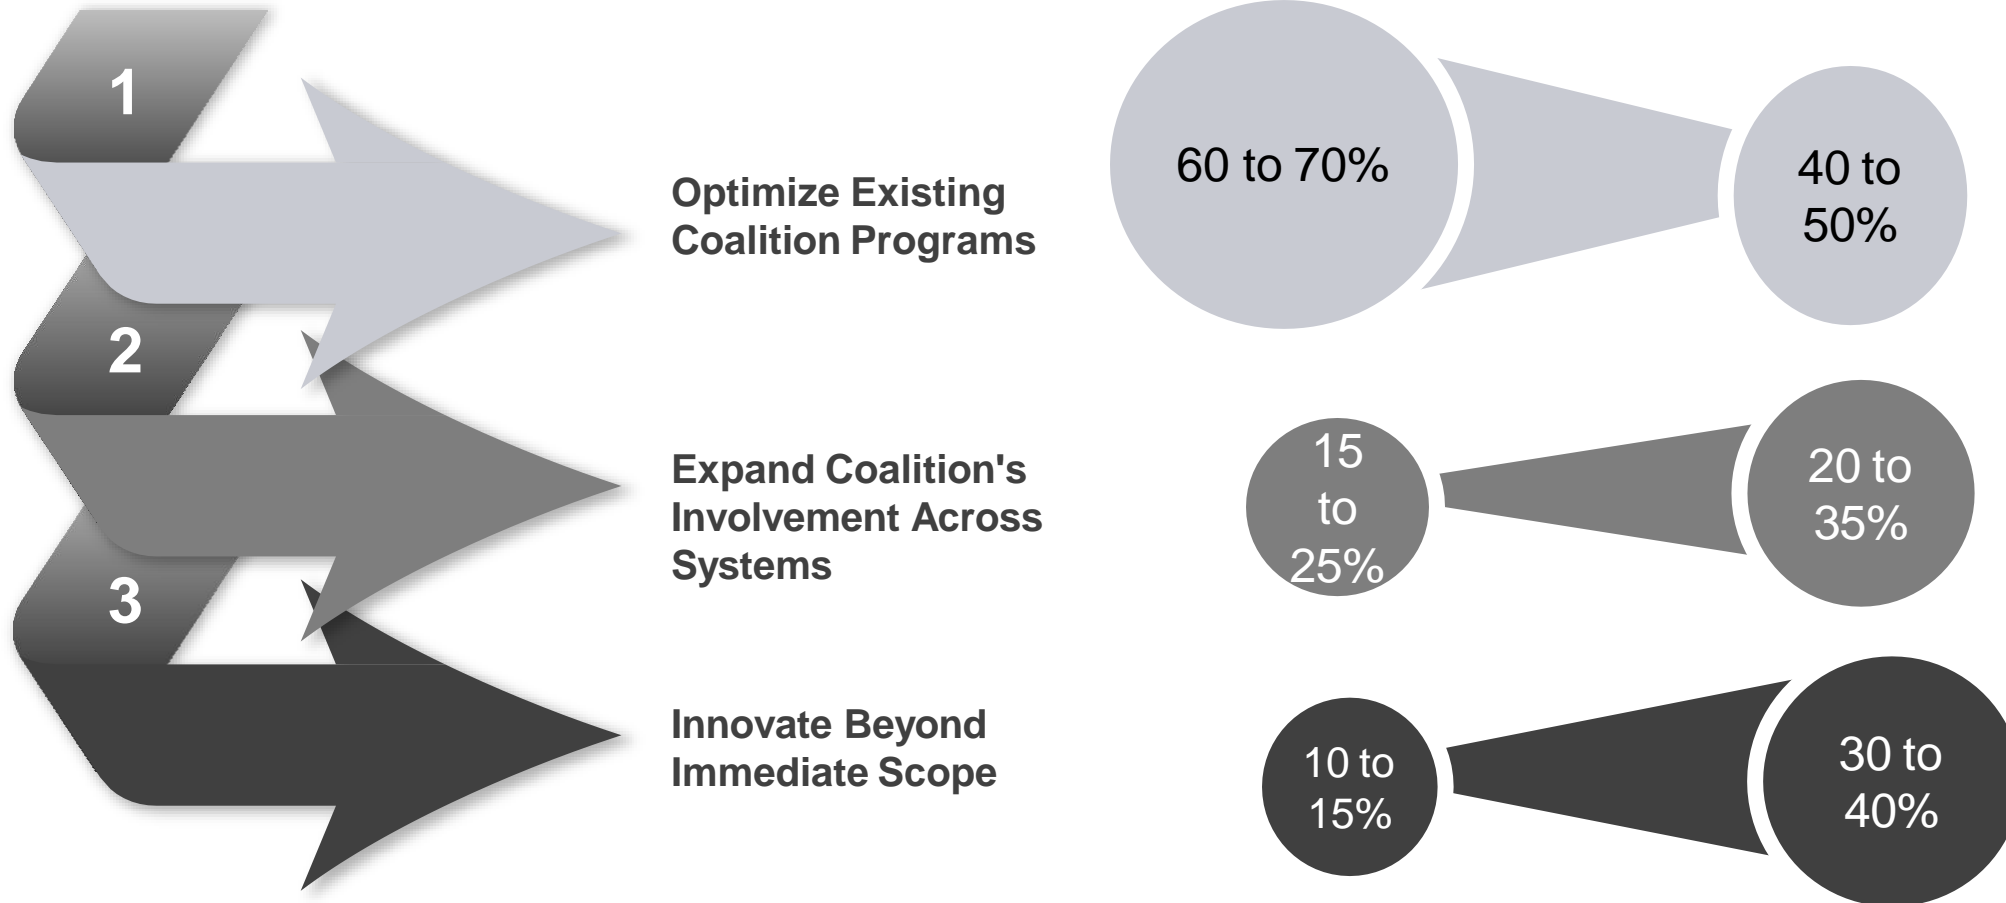 1
Optimize Existing
Coalition Programs
60 to 70%
40 to
50%
2
Expand Coalition's
Involvement Across
Systems
15
to
25%
20 to
35%
3
Innovate Beyond
Immediate Scope
10 to
15%
30 to
40%